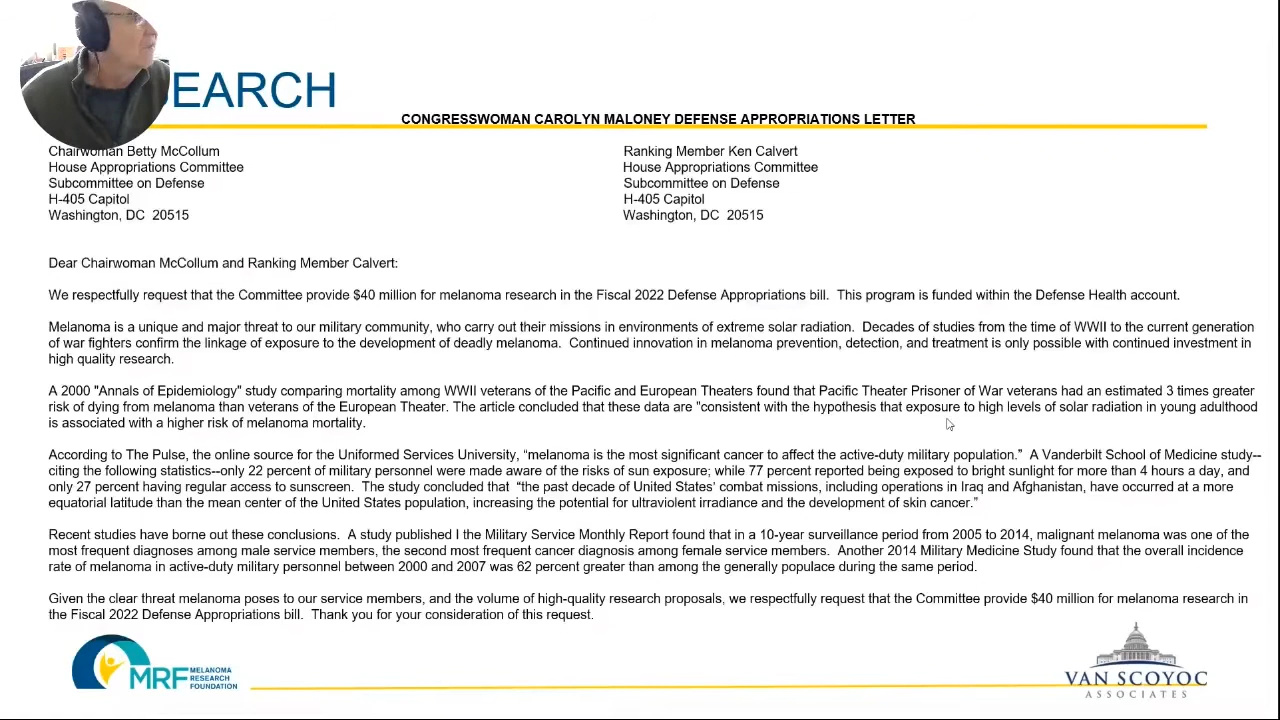 EARCH
CONGRESSWOMAN CAROLYN MALONEY DEFENSE APPROPRIATIONS LETTER
Chairwoman Betty McCollum
House Appropriations Committee
Subcommittee on Defense
H-405 Capitol
Washington, DC  20515
Ranking Member Ken Calvert
House Appropriations Committee
Subcommittee on Defense
H-405 Capitol
Washington, DC  20515
Dear Chairwoman McCollum and Ranking Member Calvert:
We respectfully request that the Committee provide $40 million for melanoma research in the Fiscal 2022 Defense Appropriations bill.  This program is funded within the Defense Health account.
Melanoma is a unique and major threat to our military community, who carry out their missions in environments of extreme solar radiation.  Decades of studies from the time of WWII to the current generation
of war fighters confirm the linkage of exposure to the development of deadly melanoma.  Continued innovation in melanoma prevention, detection, and treatment is only possible with continued investment in
high quality research.
A 2000 "Annals of Epidemiology" study comparing mortality among WWII veterans of the Pacific and European Theaters found that Pacific Theater Prisoner of War veterans had an estimated 3 times greater
risk of dying from melanoma than veterans of the European Theater. The article concluded that these data are "consistent with the hypothesis that exposure to high levels of solar radiation in young adulthood
is associated with a higher risk of melanoma mortality.
According to The Pulse, the online source for the Uniformed Services University, “melanoma is the most significant cancer to affect the active-duty military population.”  A Vanderbilt School of Medicine study--
citing the following statistics--only 22 percent of military personnel were made aware of the risks of sun exposure; while 77 percent reported being exposed to bright sunlight for more than 4 hours a day, and
only 27 percent having regular access to sunscreen.  The study concluded that  “the past decade of United States’ combat missions, including operations in Iraq and Afghanistan, have occurred at a more
equatorial latitude than the mean center of the United States population, increasing the potential for ultraviolet irradiance and the development of skin cancer.”
Recent studies have borne out these conclusions.  A study published I the Military Service Monthly Report found that in a 10-year surveillance period from 2005 to 2014, malignant melanoma was one of the
most frequent diagnoses among male service members, the second most frequent cancer diagnosis among female service members.  Another 2014 Military Medicine Study found that the overall incidence
rate of melanoma in active-duty military personnel between 2000 and 2007 was 62 percent greater than among the generally populace during the same period.
Given the clear threat melanoma poses to our service members, and the volume of high-quality research proposals, we respectfully request that the Committee provide $40 million for melanoma research in
the Fiscal 2022 Defense Appropriations bill.  Thank you for your consideration of this request.
MRF MELANOMA
RESEARCH
FOUNDATION
VAN SCOYOC
ASSOCIATES